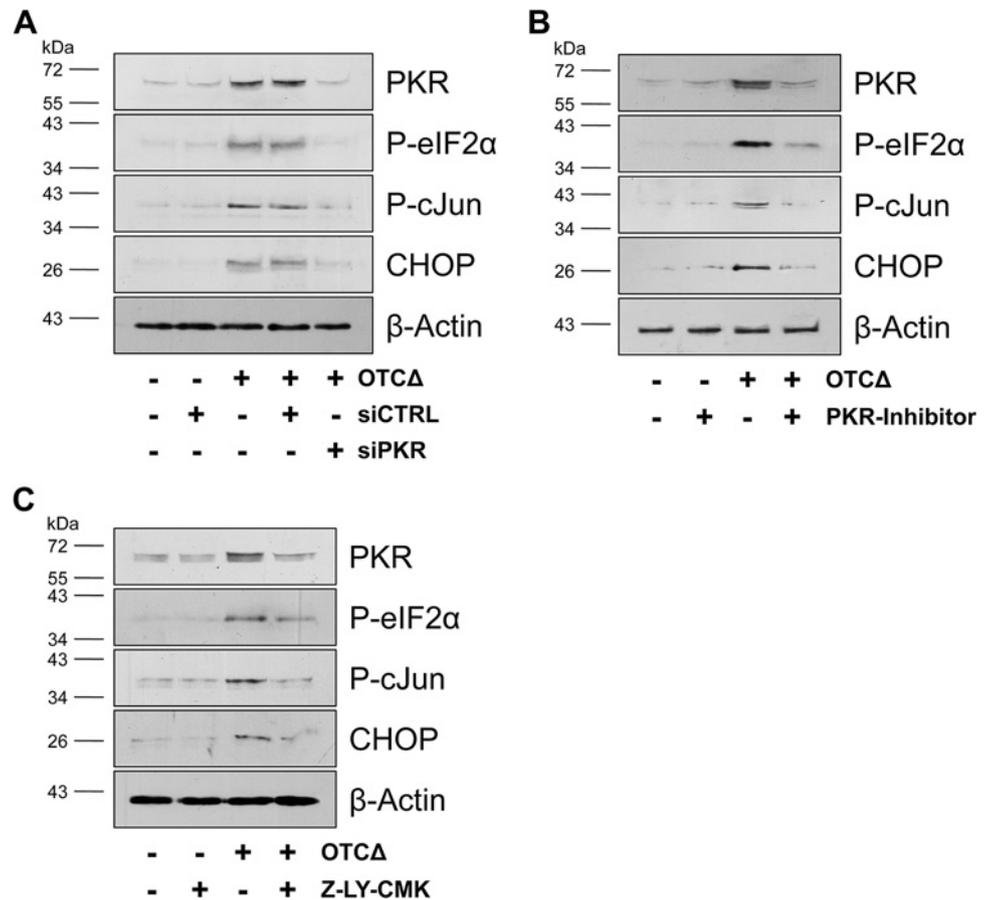 A
kDa
72
55
PKR
43
34
P-eIF2α
43
34
P-cJun
26
CHOP
43
β-Actin
- - + + + OTCΔ
- + - + - siCTRL
- - - - + siPKR
B
kDa
72
55
PKR
43
34
P-eIF2α
43
34
P-cJun
26
CHOP
43
β-Actin
- - + + OTCΔ
- + - + PKR-Inhibitor
C
kDa
72
55
PKR
43
34
P-eIF2α
43
34
P-cJun
26
CHOP
43
β-Actin
- - + + OTCΔ
- + - + Z-LY-CMK